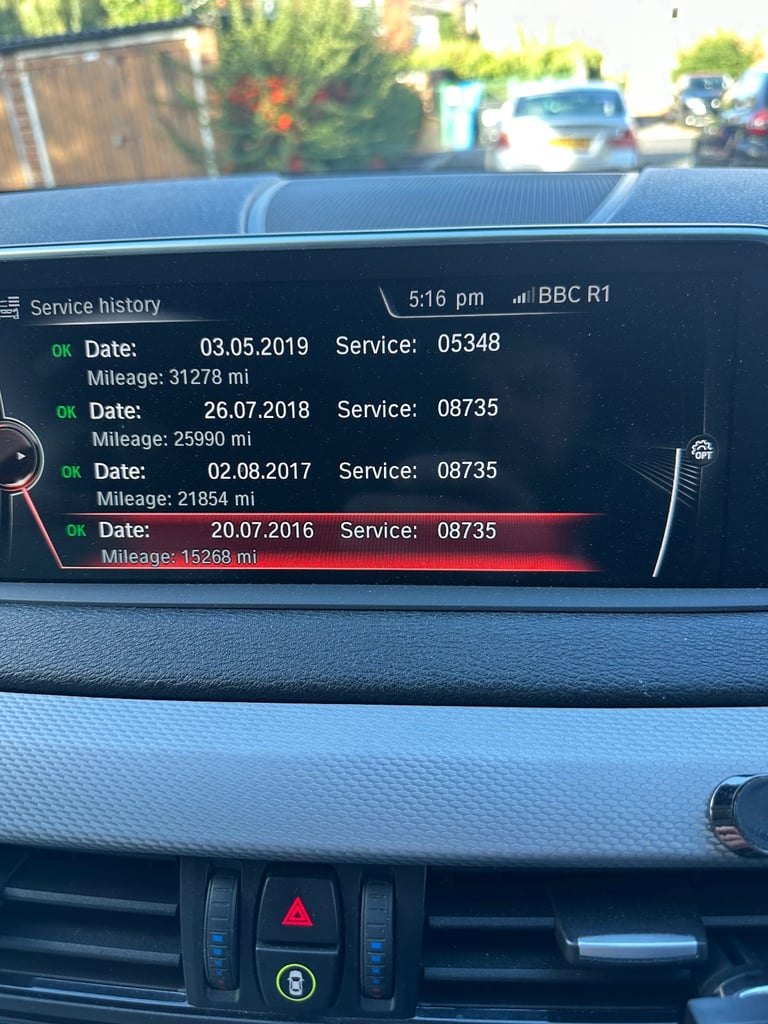 Service history 5:16 pm BBC R1
OK Date: 03.05.2019 Service: 05348
Mileage: 31278 mi
OK Date: 26.07.2018 Service: 08735
Mileage: 25990 mi
OK Date: 02.08.2017 Service: 08735
Mileage: 21854 mi
OPT
OK Date: 20.07.2016 Service: 08735
Mileage: 15268 mi